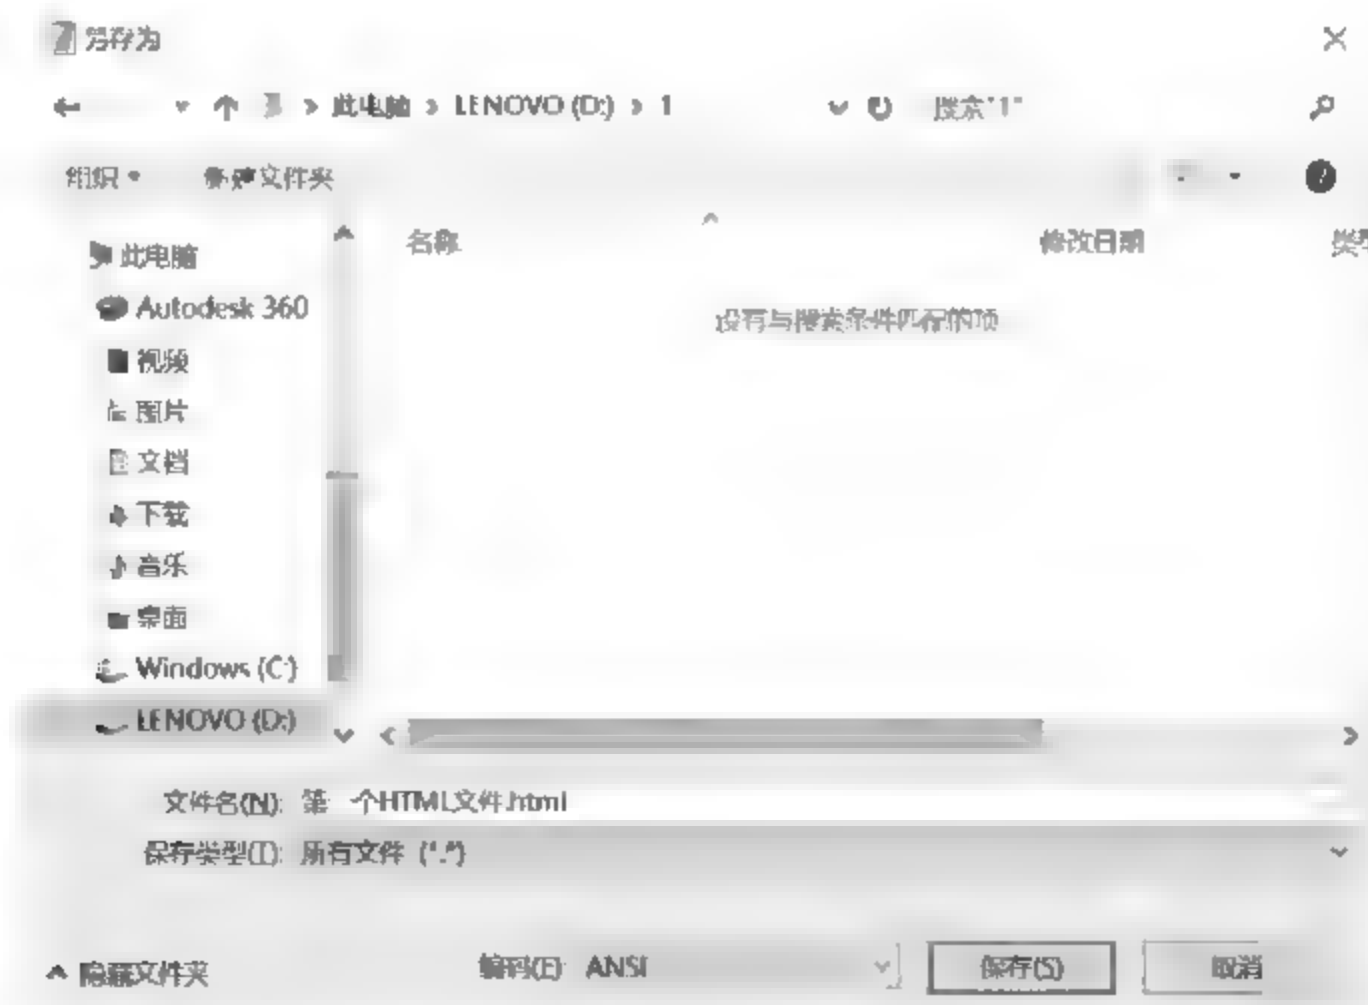 另存为
此电脑 › LENOVO (D:) › 1
搜索"1"
组织
新建文件夹
名称
修改日期
没有与搜索条件匹配的项
此电脑
Autodesk 360
视频
图片
文档
下载
音乐
桌面
Windows (C:)
LENOVO (D:)
文件名(N): 第 个HTML文件.html
保存类型(T): 所有文件 (*.*)
隐藏文件夹
编码(E): ANSI
保存(S)
取消